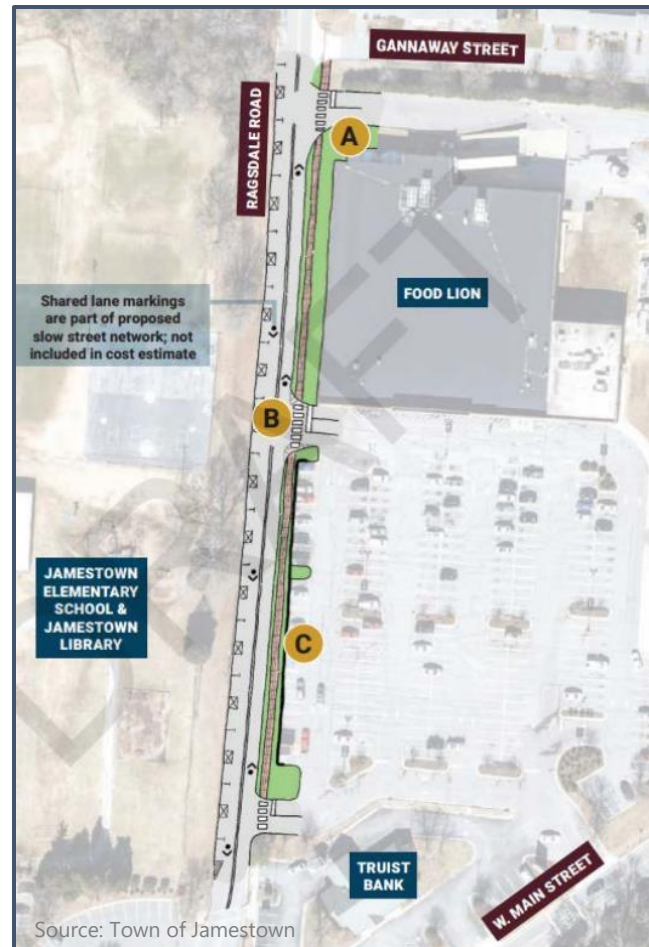 GANNAWAY STREET
RAGSDALE ROAD
A
FOOD LION
Shared lane markings
are part of proposed
slow street network; not
included in cost estimate
B
JAMESTOWN
ELEMENTARY
SCHOOL &
JAMESTOWN
LIBRARY
C
TRUIST
BANK
W. MAIN STREET
DRAFT
Source: Town of Jamestown